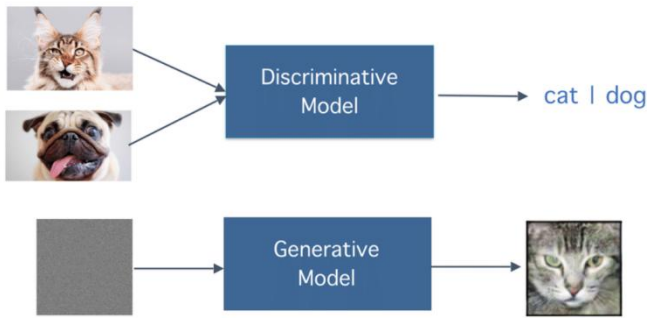 Discriminative
Model
cat | dog
Generative
Model